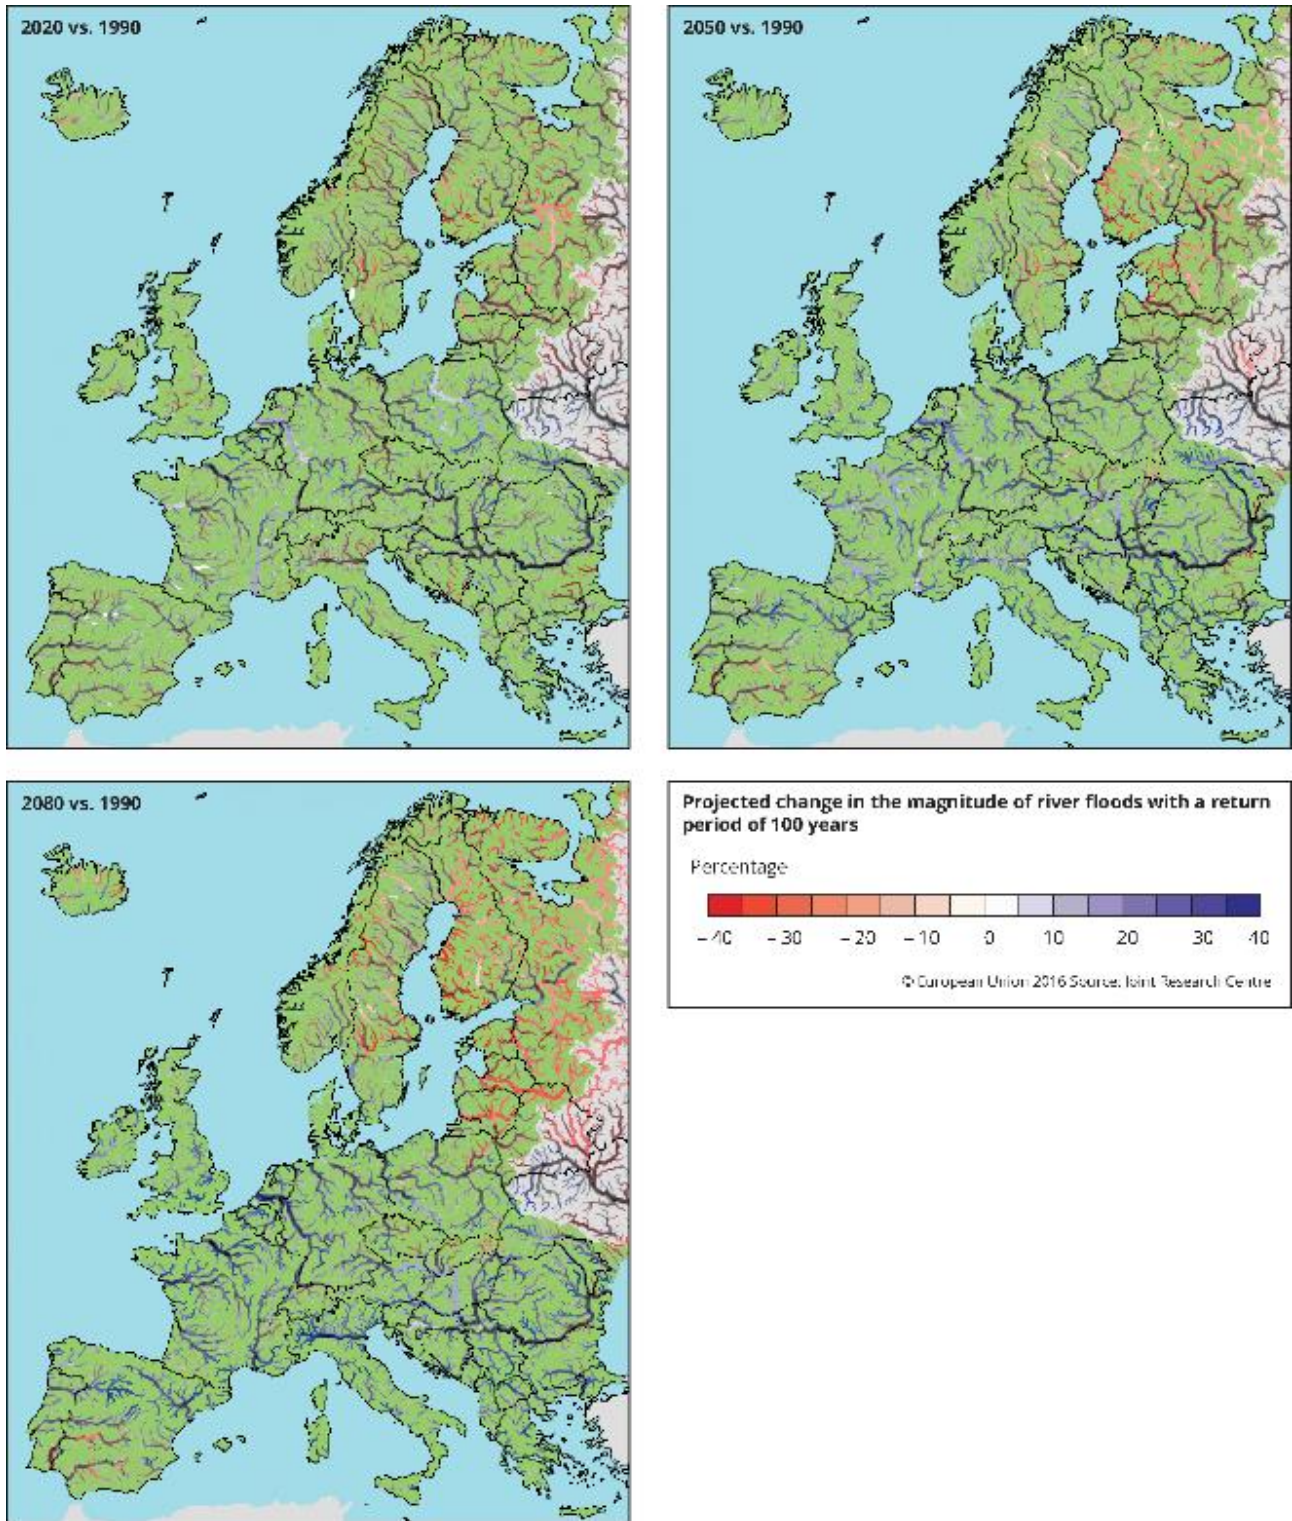 2020 vs. 1990
2050 vs. 1990
2080 vs. 1990
Projected change in the magnitude of river floods with a return
period of 100 years
Percentage
– 40 – 30 – 20 – 10 0 10 20 30 40
© European Union 2016 Source: Joint Research Centre